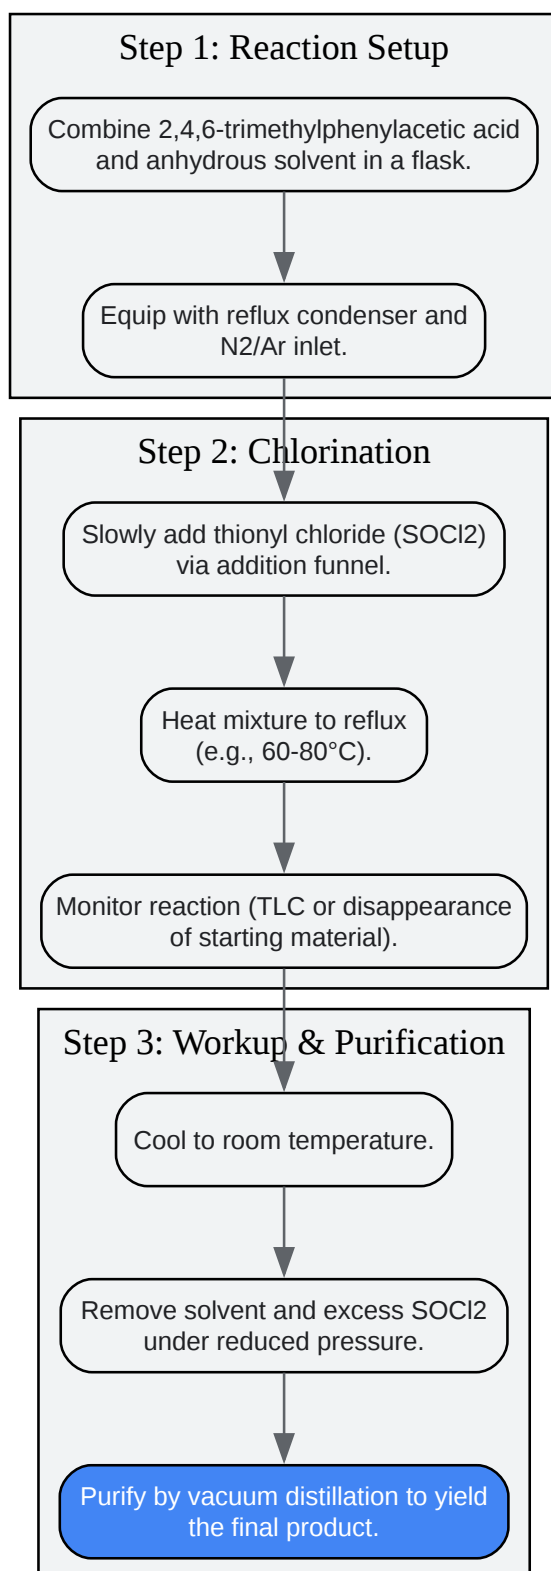 Step 1: Reaction Setup
Combine 2,4,6-trimethylphenylacetic acid
and anhydrous solvent in a flask.
Equip with reflux condenser and
N2/Ar inlet.
Step 2: Chlorination
Slowly add thionyl chloride (SOCl2)
via addition funnel.
Heat mixture to reflux
(e.g., 60-80°C).
Monitor reaction (TLC or disappearance
of starting material).
Step 3: Workup & Purification
Cool to room temperature.
Remove solvent and excess SOCl2
under reduced pressure.
Purify by vacuum distillation to yield
the final product.